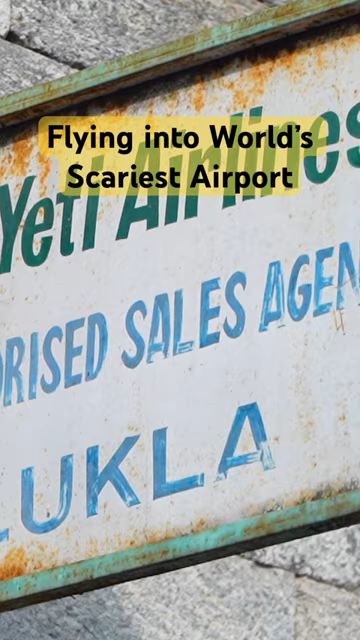 Flying into World's
Scariest Airport
Yeti Airlines
ORISED SALES AGEN
LUKLA